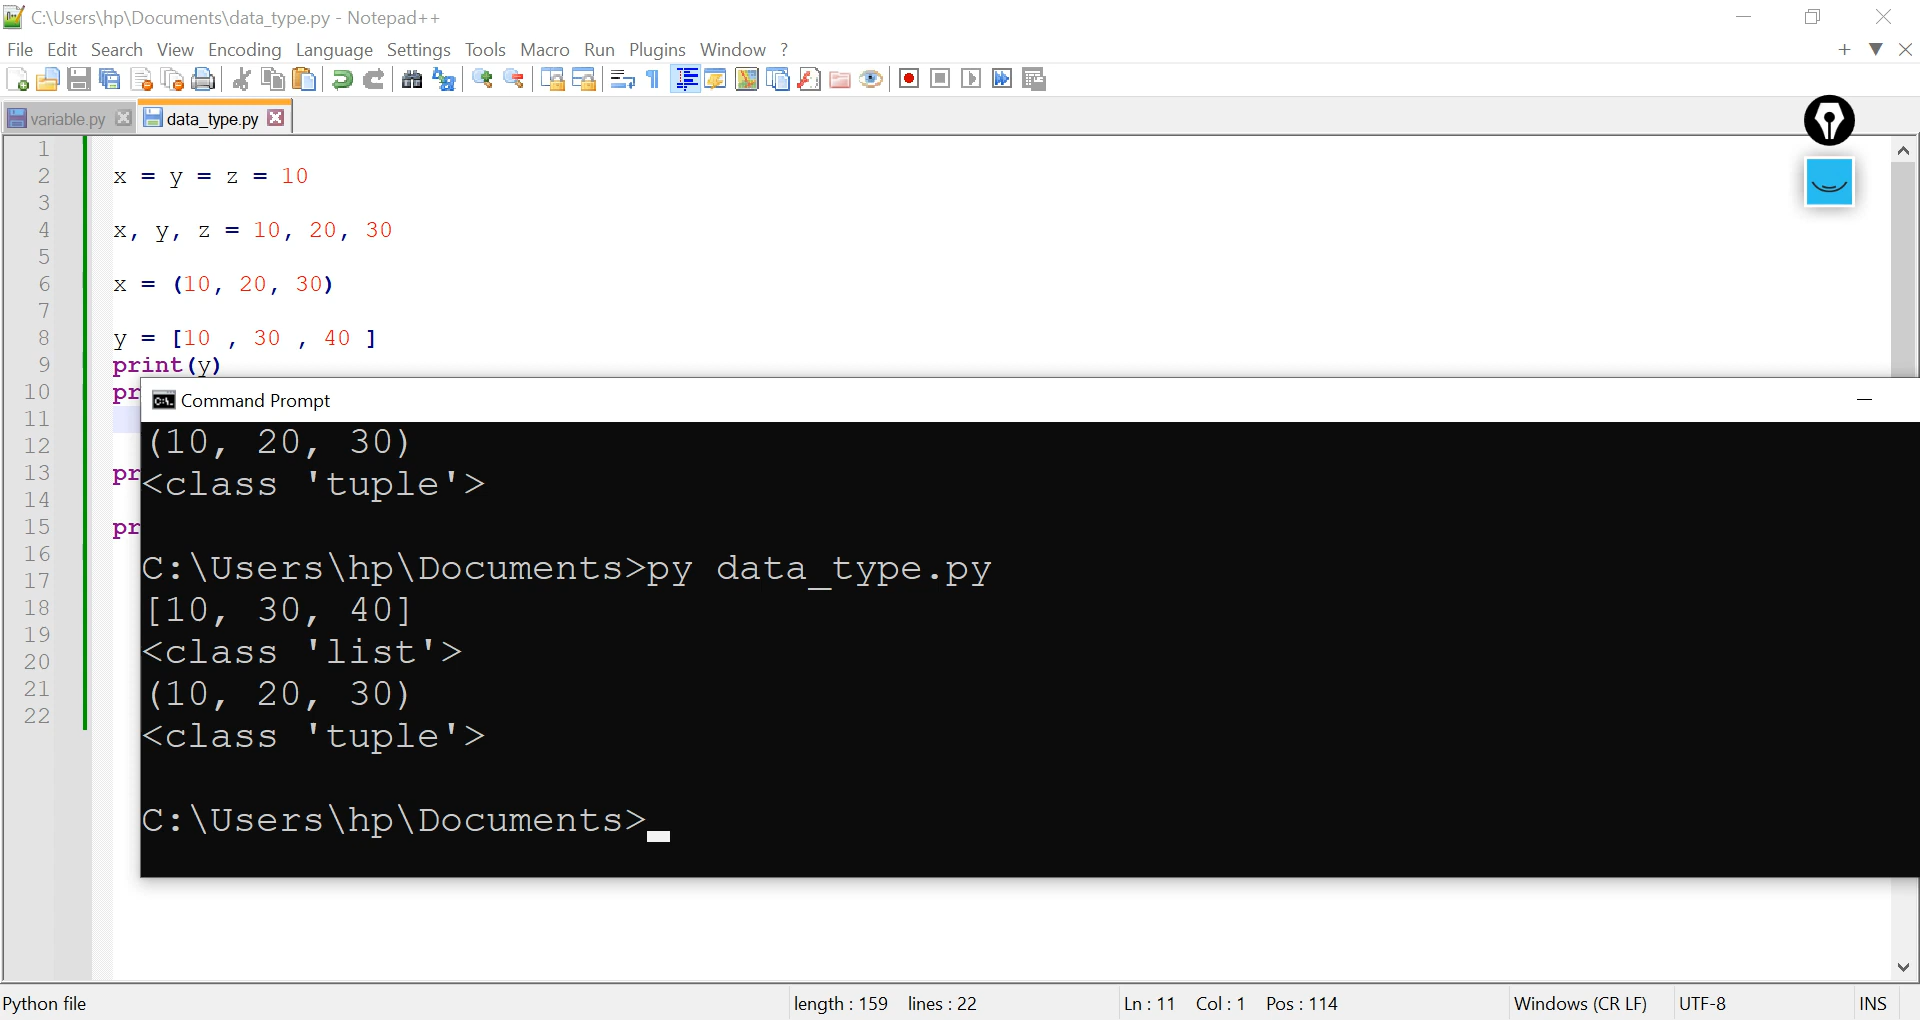 C:\Users\hp\Documents\data_type.py - Notepad++
File Edit Search View Encoding Language Settings Tools Macro Run Plugins Window ?
variable.py data_type.py
1
2 x = y = z = 10
3
4 x, y, z = 10, 20, 30
5
6 x = (10, 20, 30)
7
8 y = [10 , 30 , 40 ]
9 print(y)
10 pr
11
12
13 pr
14
15 pr
16
17
18
19
20
21
22
Command Prompt
(10, 20, 30)
<class 'tuple'>
C:\Users\hp\Documents>py data_type.py
[10, 30, 40]
<class 'list'>
(10, 20, 30)
<class 'tuple'>
C:\Users\hp\Documents>
Python file length : 159 lines : 22 Ln : 11 Col : 1 Pos : 114 Windows (CR LF) UTF-8 INS